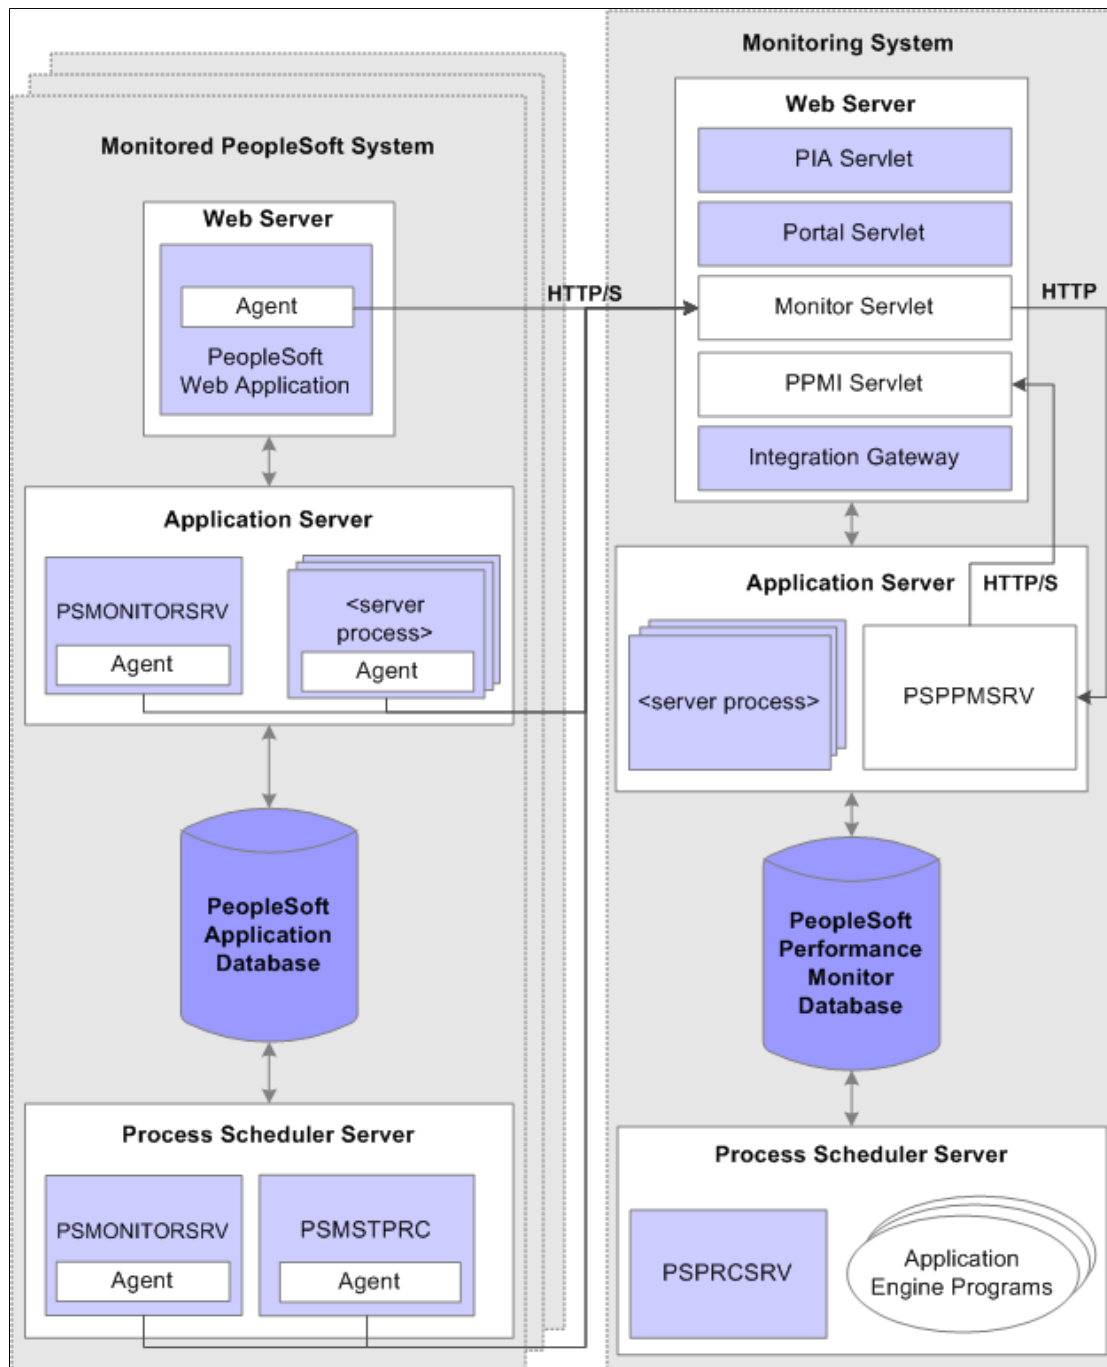 Monitored PeopleSoft System
Web Server
Agent
PeopleSoft
Web Application
Application Server
PSMONITORSRV
Agent
<server
process>
Agent
PeopleSoft
Application
Database
Process Scheduler Server
PSMONITORSRV
Agent
PSMSTPRC
Agent
HTTP/S
Monitoring System
Web Server
PIA Servlet
Portal Servlet
Monitor Servlet
HTTP
PPMI Servlet
Integration Gateway
Application Server
HTTP/S
<server process>
PSPPMSRV
PeopleSoft
Performance
Monitor
Database
Process Scheduler Server
PSPRCSRV
Application
Engine Programs